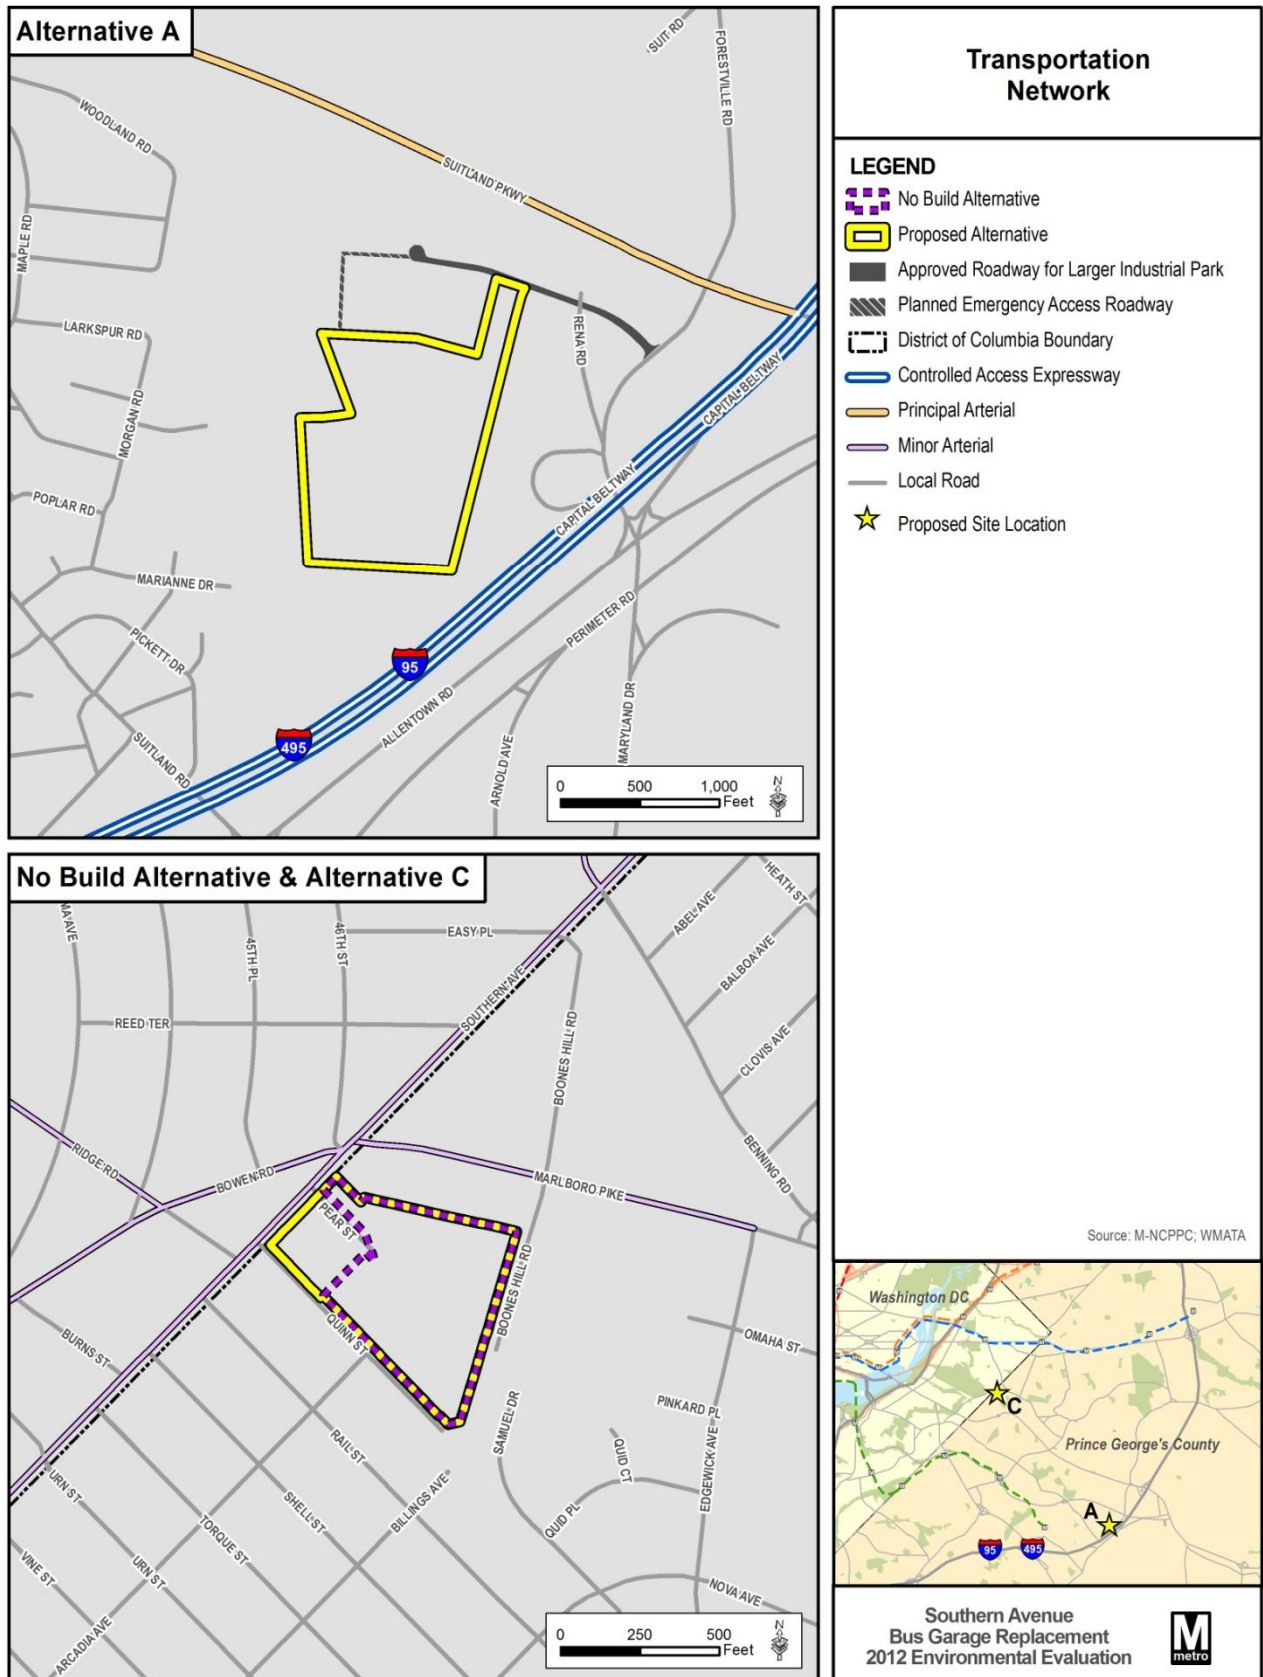 Alternative A
SUIT RD
FORESTVILLE RD
WOODLAND RD
SUITLAND PKWY
MAPLE RD
LARKSPUR RD
RENA RD
MORGAN RD
CAPITAL BELTWAY
CAPITAL BELTWAY
POPLAR RD
MARIANNE DR
PERIMETER RD
PICKETT DR
95
ALLENTOWN RD
MARYLAND DR
495
SUITLAND RD
ARNOLD AVE
0 500 1,000
Feet
N
No Build Alternative & Alternative C
MA AVE
45TH PL
46TH ST
EASY PL
SOUTHERN AVE
ABEL AVE
HEATH ST
BALBOA AVE
REED TER
BOONES HILL RD
CLOVIS AVE
BENNING RD
RIDGE RD
BOWEN RD
MARLBORO PIKE
PEAR ST
BOONES HILL RD
QUINN ST
BURNS ST
OMAHA ST
PINKARD PL
SAMUEL DR
RAIL ST
QUID CT
EDGEWICK AVE
URN ST
SHELL ST
BILLINGS AVE
TORQUE ST
QUID PL
VINE ST
URN ST
NOVA AVE
ARCADIA AVE
0 250 500
Feet
N
Transportation
Network
LEGEND
No Build Alternative
Proposed Alternative
Approved Roadway for Larger Industrial Park
Planned Emergency Access Roadway
District of Columbia Boundary
Controlled Access Expressway
Principal Arterial
Minor Arterial
Local Road
Proposed Site Location
Source: M-NCPPC; WMATA
Washington DC
C
Prince George's County
A
95
495
Southern Avenue
Bus Garage Replacement
2012 Environmental Evaluation
M
metro